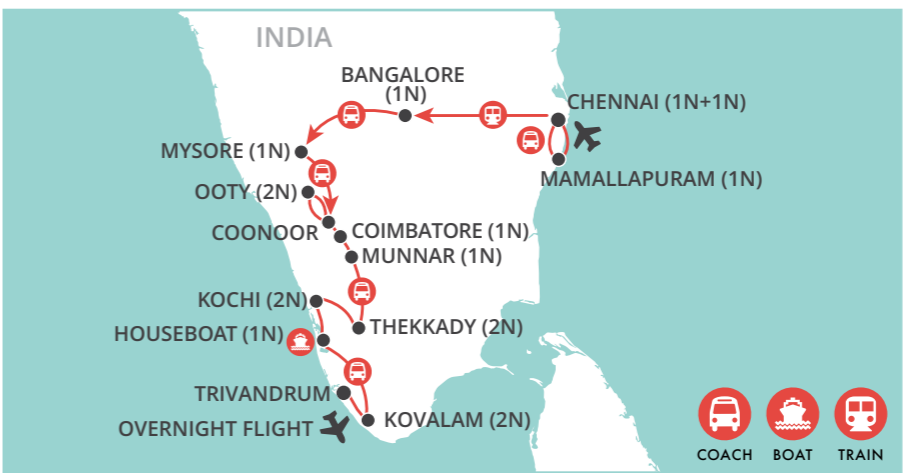 INDIA
BANGALORE
(1N)
CHENNAI (1N+1N)
MYSORE (1N)
MAMALLAPURAM (1N)
OOTY (2N)
COONOOR
COIMBATORE (1N)
MUNNAR (1N)
KOCHI (2N)
THEKKADY (2N)
HOUSEBOAT (1N)
TRIVANDRUM
KOVALAM (2N)
OVERNIGHT FLIGHT
COACH
BOAT
TRAIN